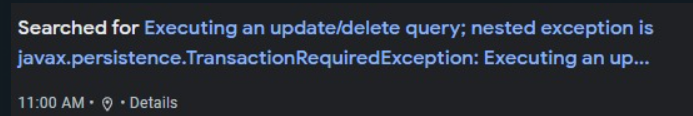 Searched for Executing an update/delete query; nested exception is
javax.persistence.TransactionRequiredException: Executing an up...
11:00 AM • • Details